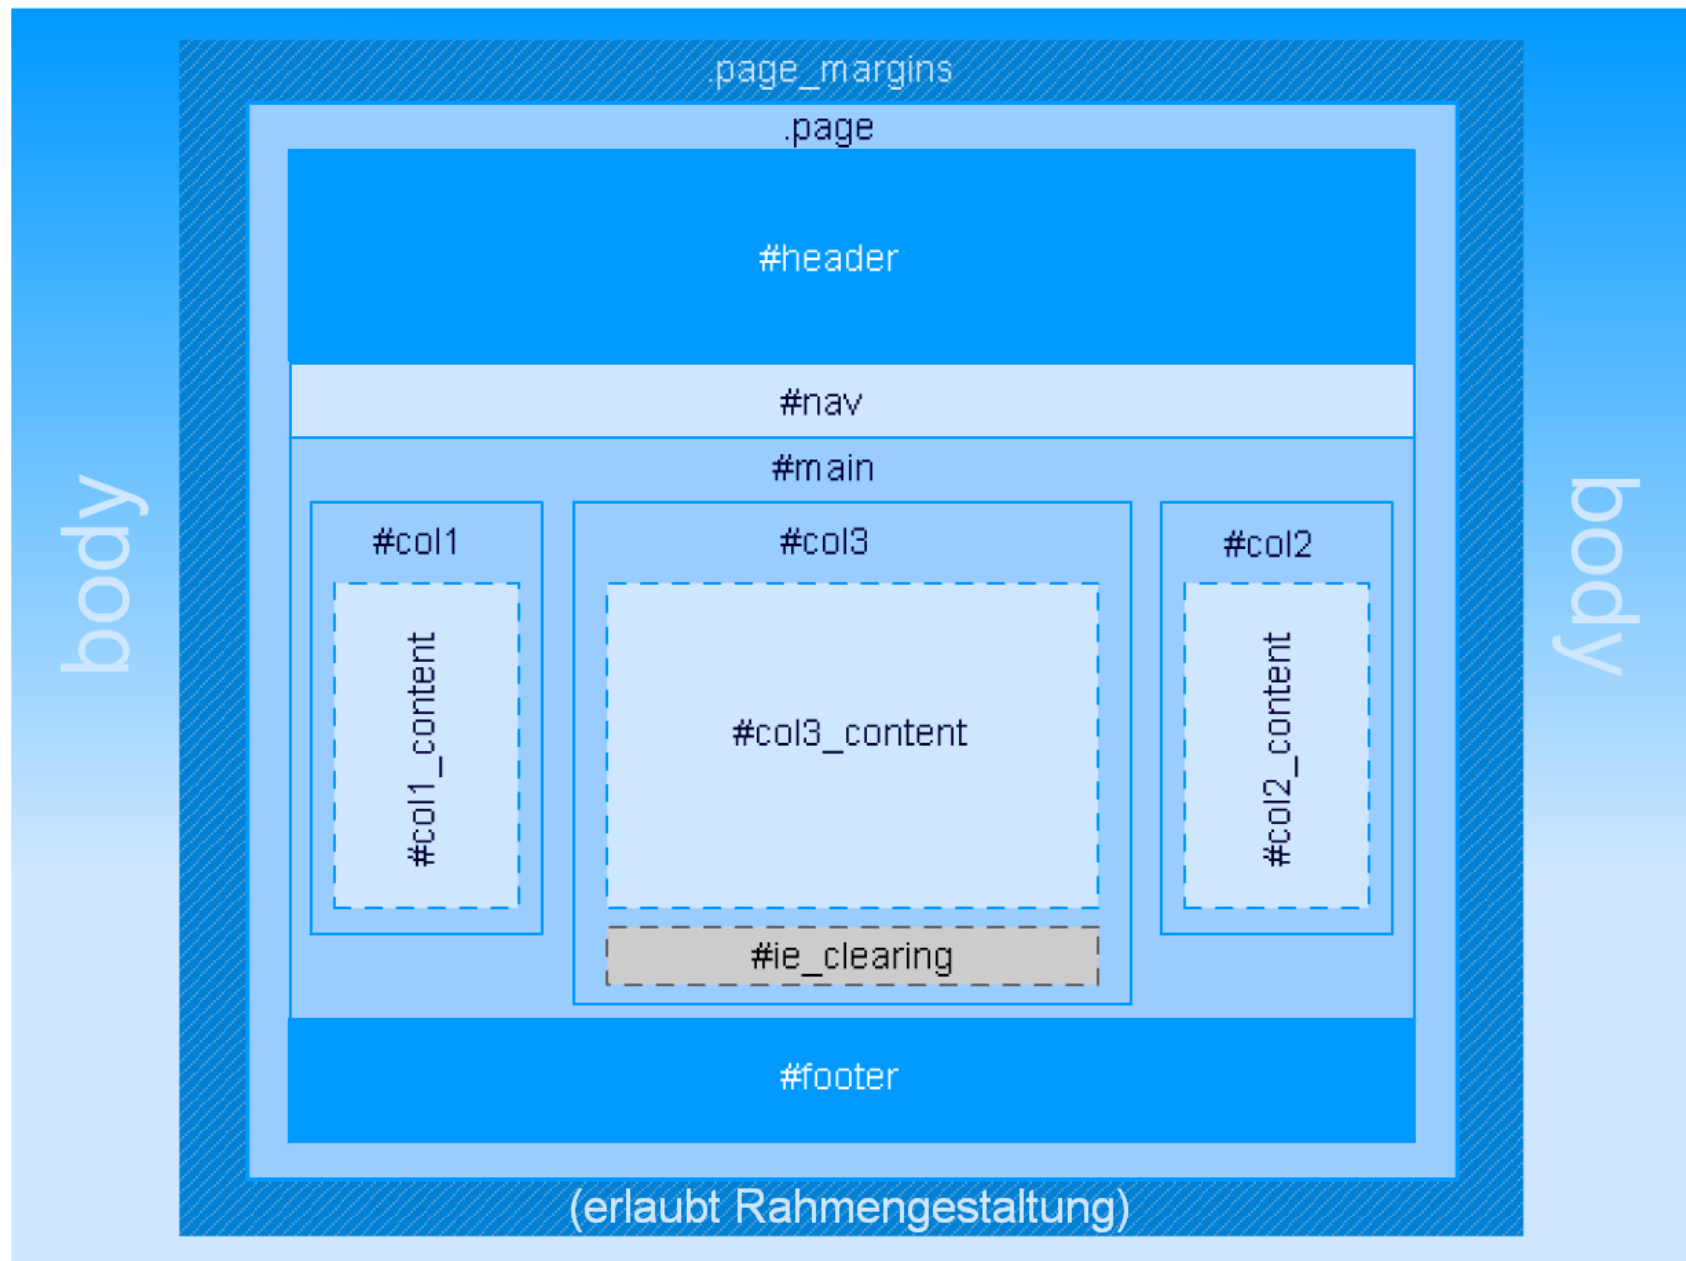 .page_margins
.page
#header
#nav
#main
#col1
#col3
#col2
#col1_content
#col3_content
#col2_content
#ie_clearing
#footer
(erlaubt Rahmengestaltung)
body
body